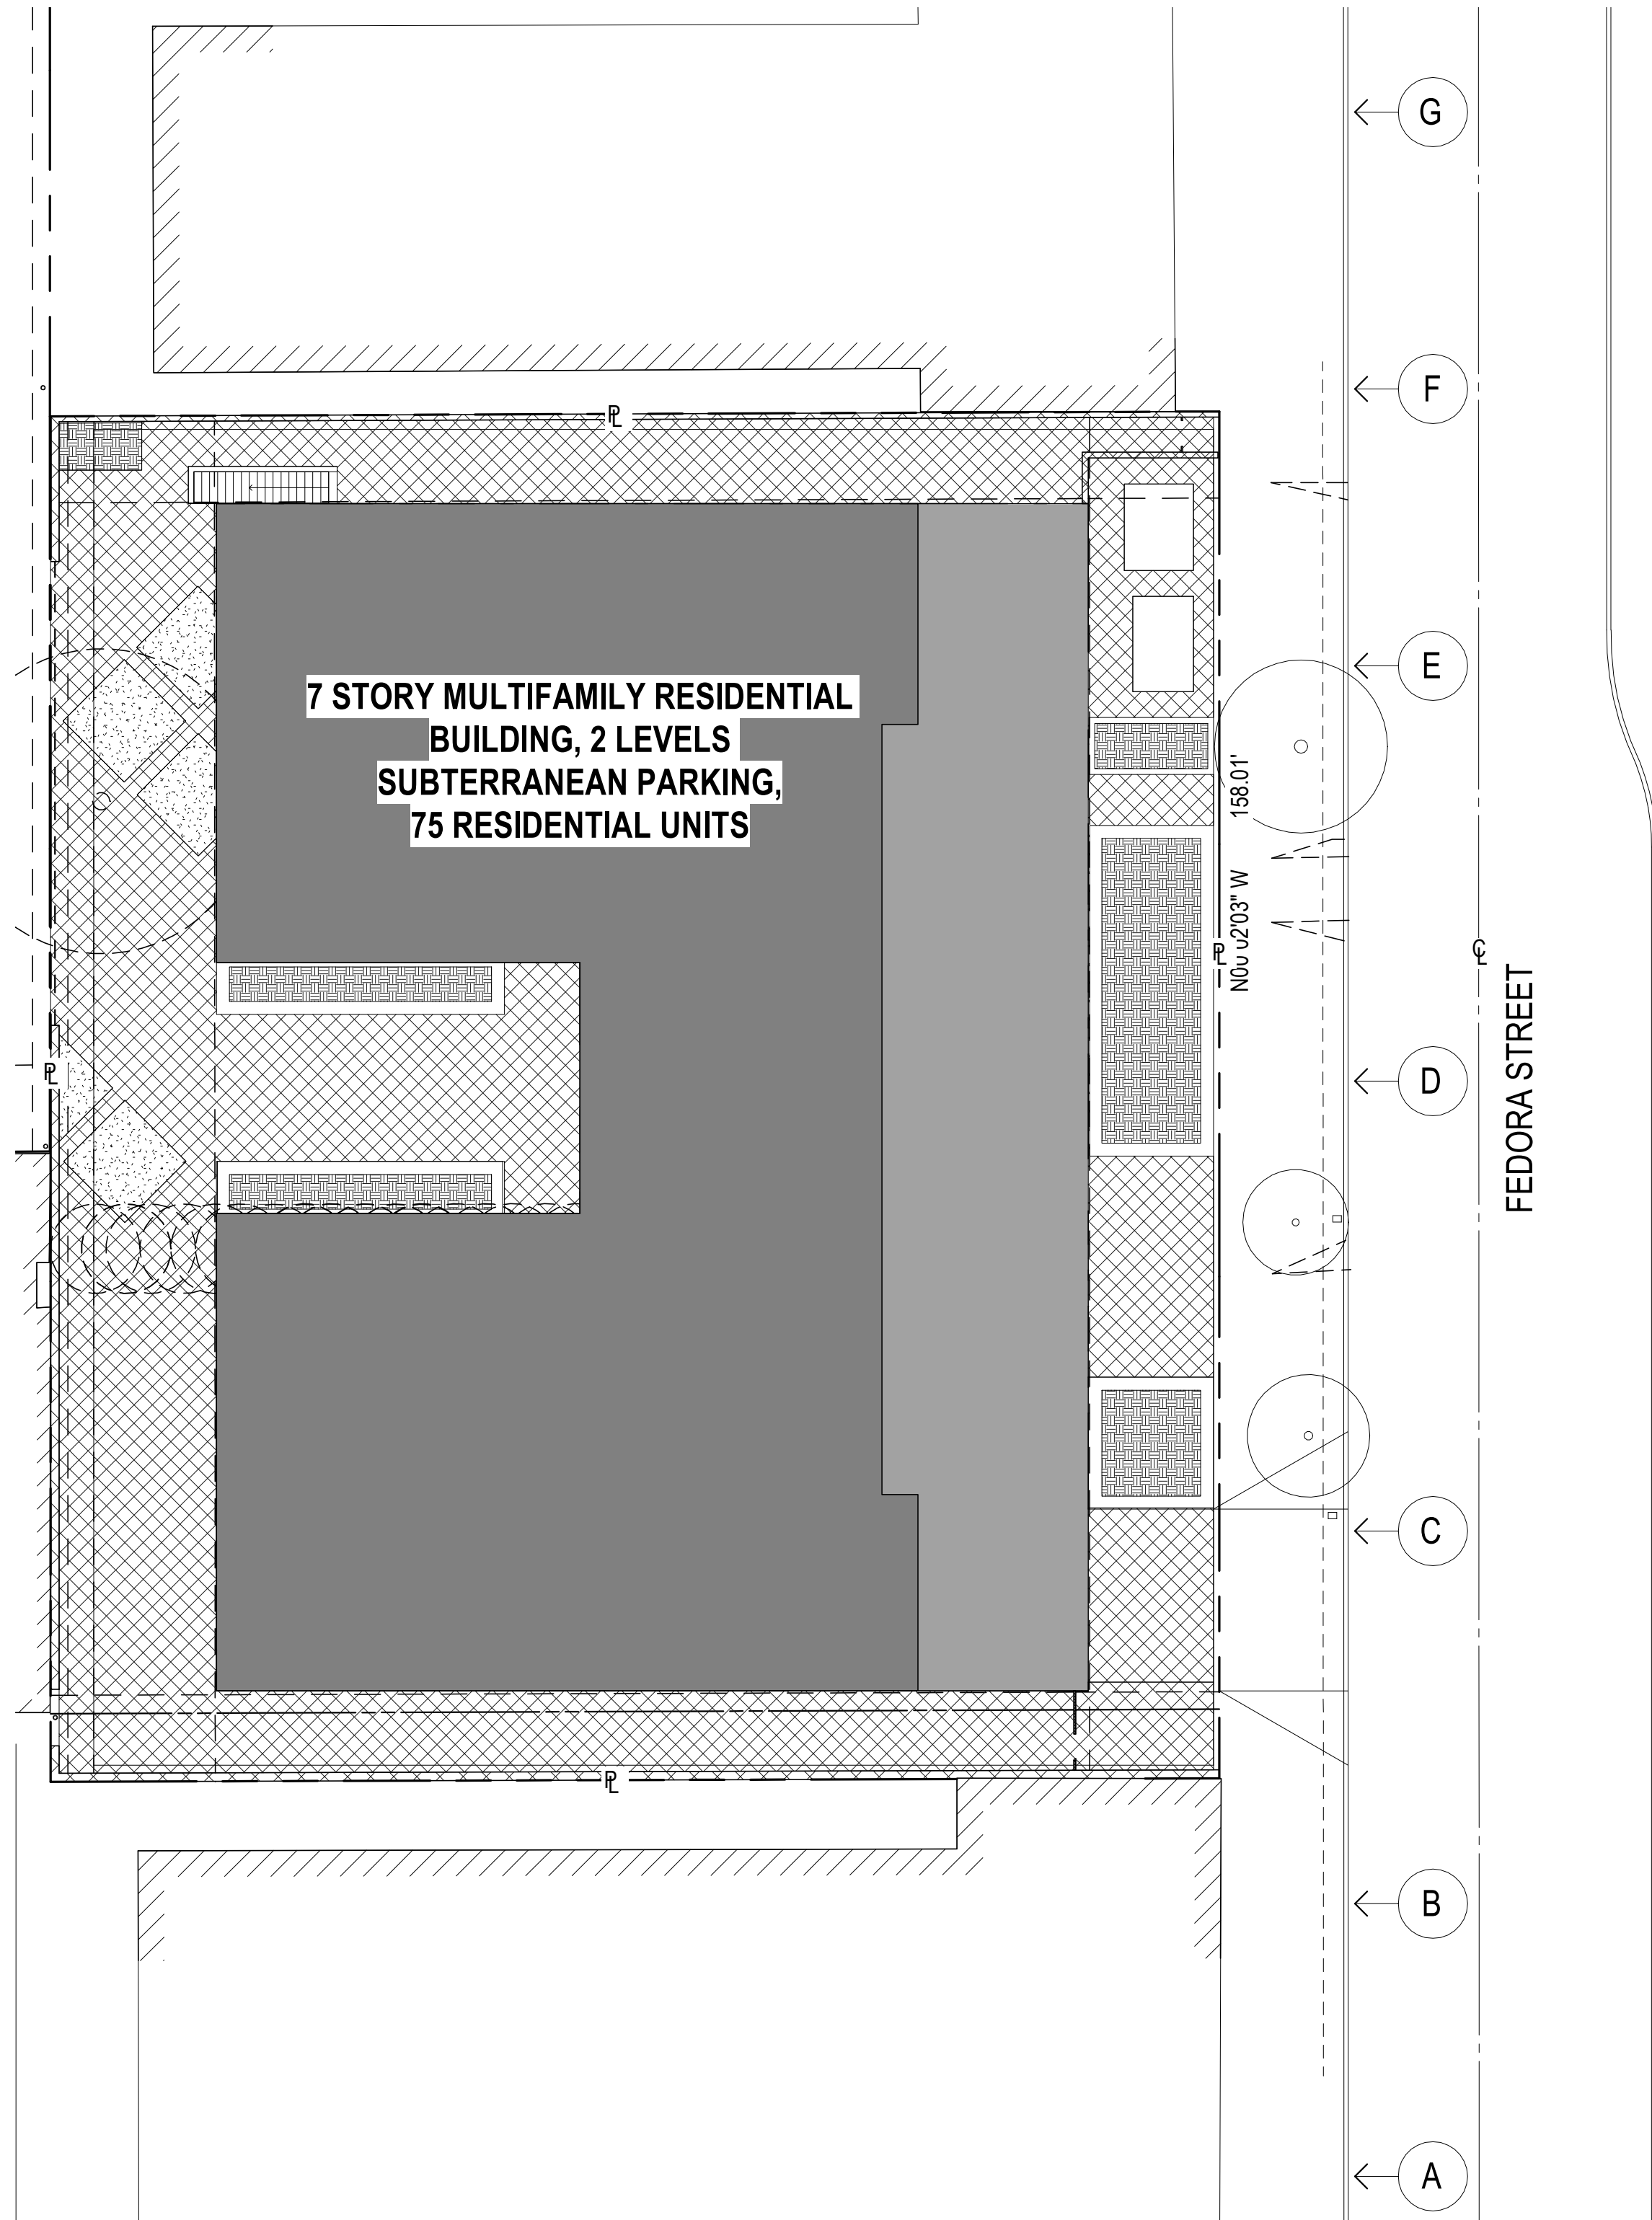 G
F
PL
E
7 STORY MULTIFAMILY RESIDENTIAL
BUILDING, 2 LEVELS
SUBTERRANEAN PARKING,
75 RESIDENTIAL UNITS
158.01'
PL
CL
FEDORA STREET
PL
D
C
PL
B
A